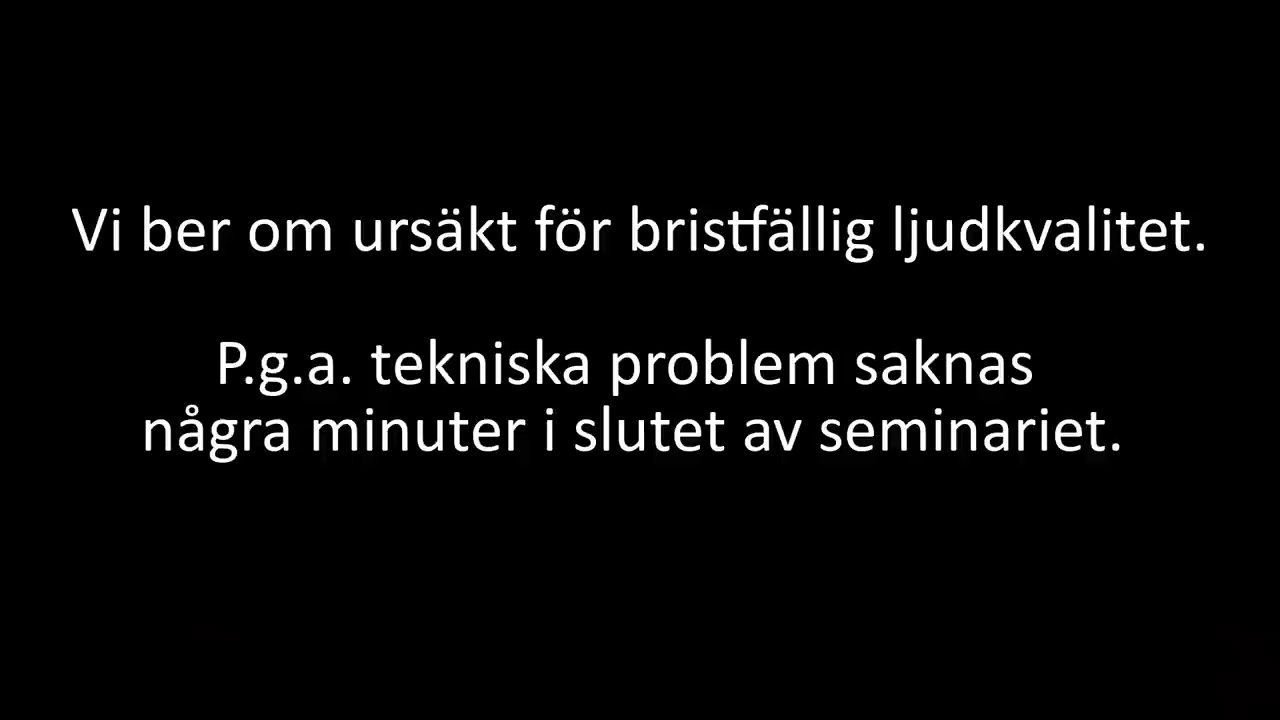 Vi ber om ursäkt för bristfällig ljudkvalitet.
P.g.a. tekniska problem saknas
några minuter i slutet av seminariet.